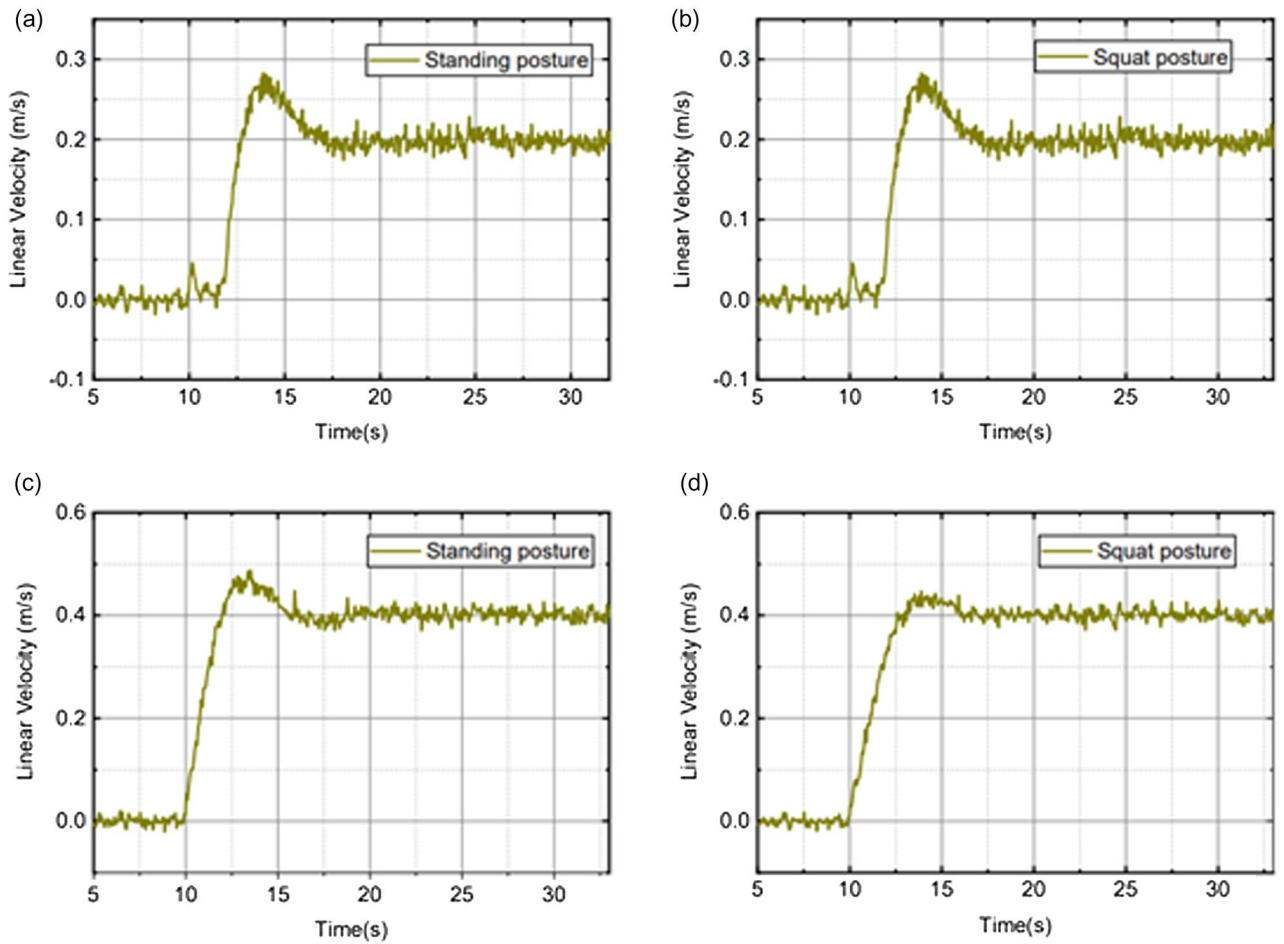 (a)
Standing posture
0.3
0.2
0.1
0.0
-0.1
Linear Velocity (m/s)
5 10 15 20 25 30
Time(s)
(b)
Squat posture
0.3
0.2
0.1
0.0
-0.1
Linear Velocity (m/s)
5 10 15 20 25 30
Time(s)
(c)
Standing posture
0.6
0.4
0.2
0.0
Linear Velocity (m/s)
5 10 15 20 25 30
Time(s)
(d)
Squat posture
0.6
0.4
0.2
0.0
Linear Velocity (m/s)
5 10 15 20 25 30
Time(s)